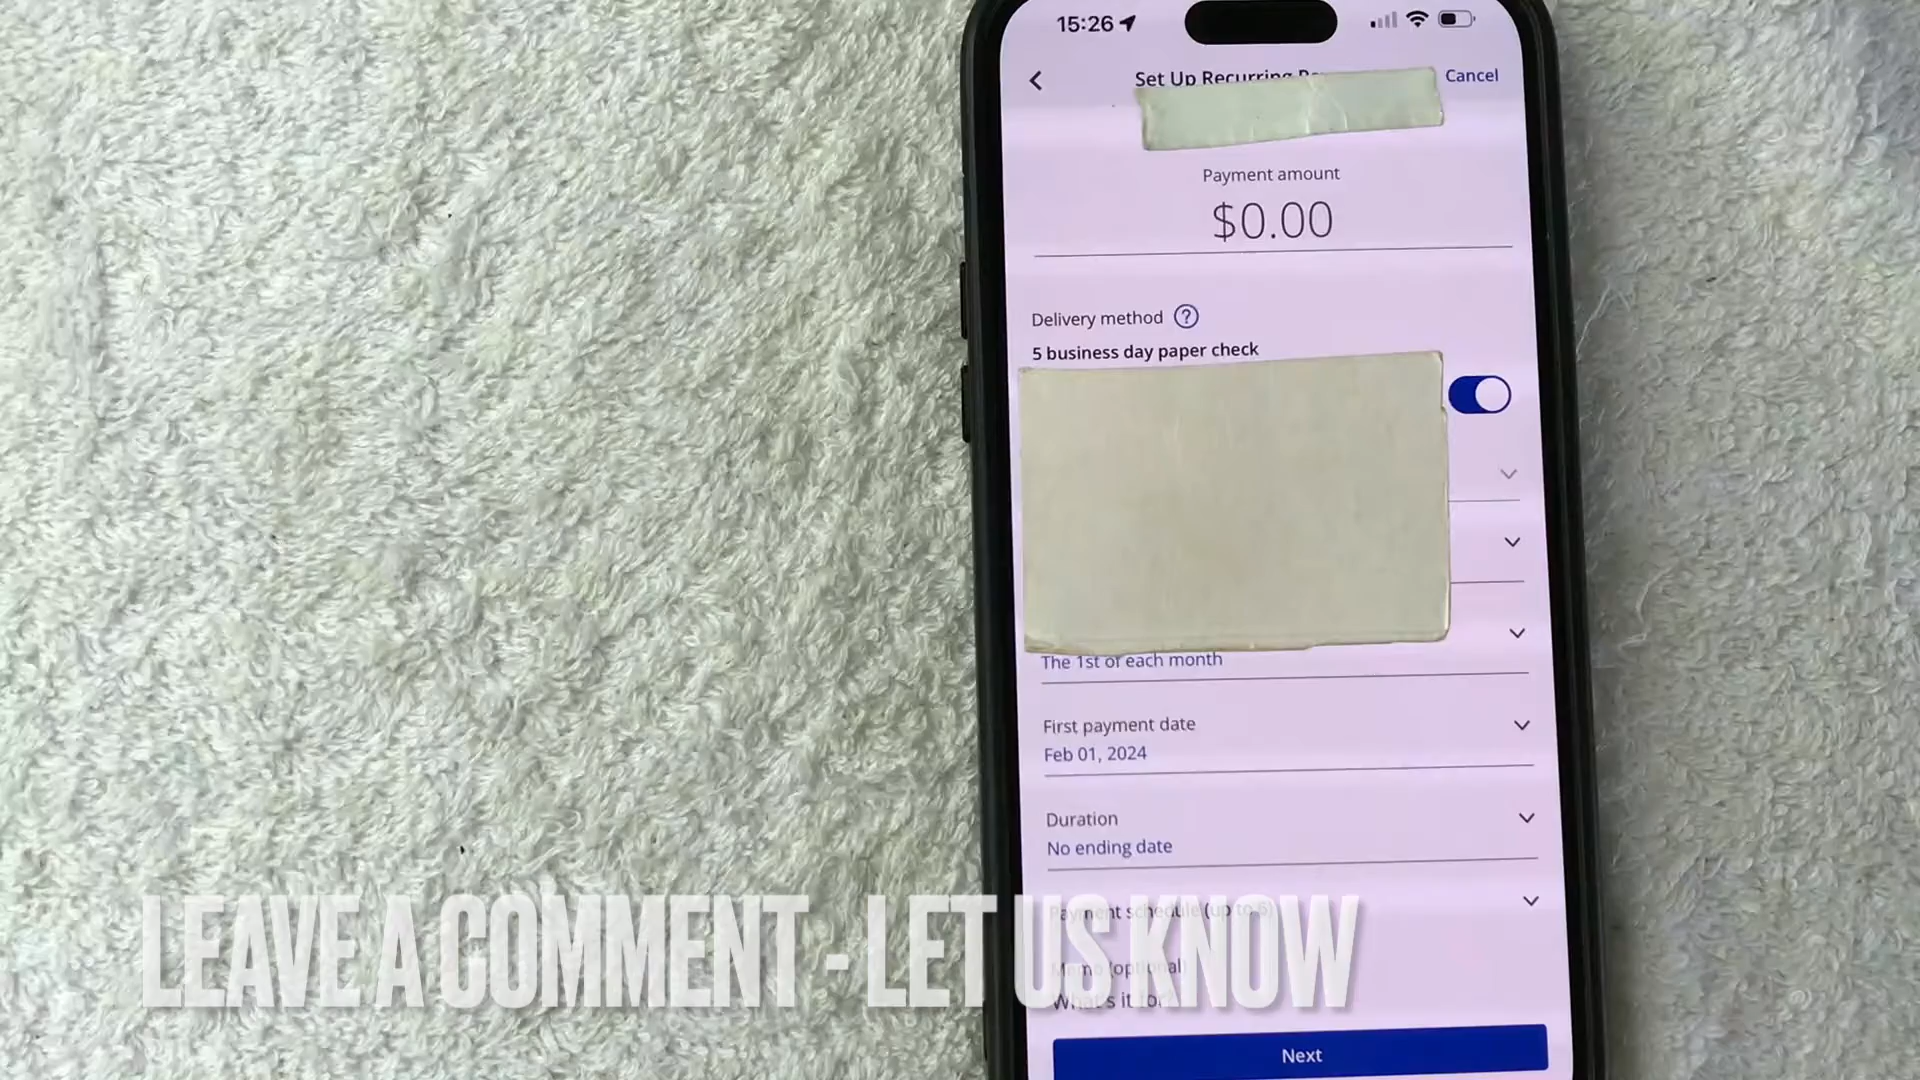 15:26
Set Up Recurring
Cancel
Payment amount
$0.00
Delivery method ?
5 business day paper check
The 1st of each month
First payment date
Feb 01, 2024
Duration
No ending date
Payment schedule (up to 6)
Memo (optional)
What's it for?
LEAVE A COMMENT - LET US KNOW
Next